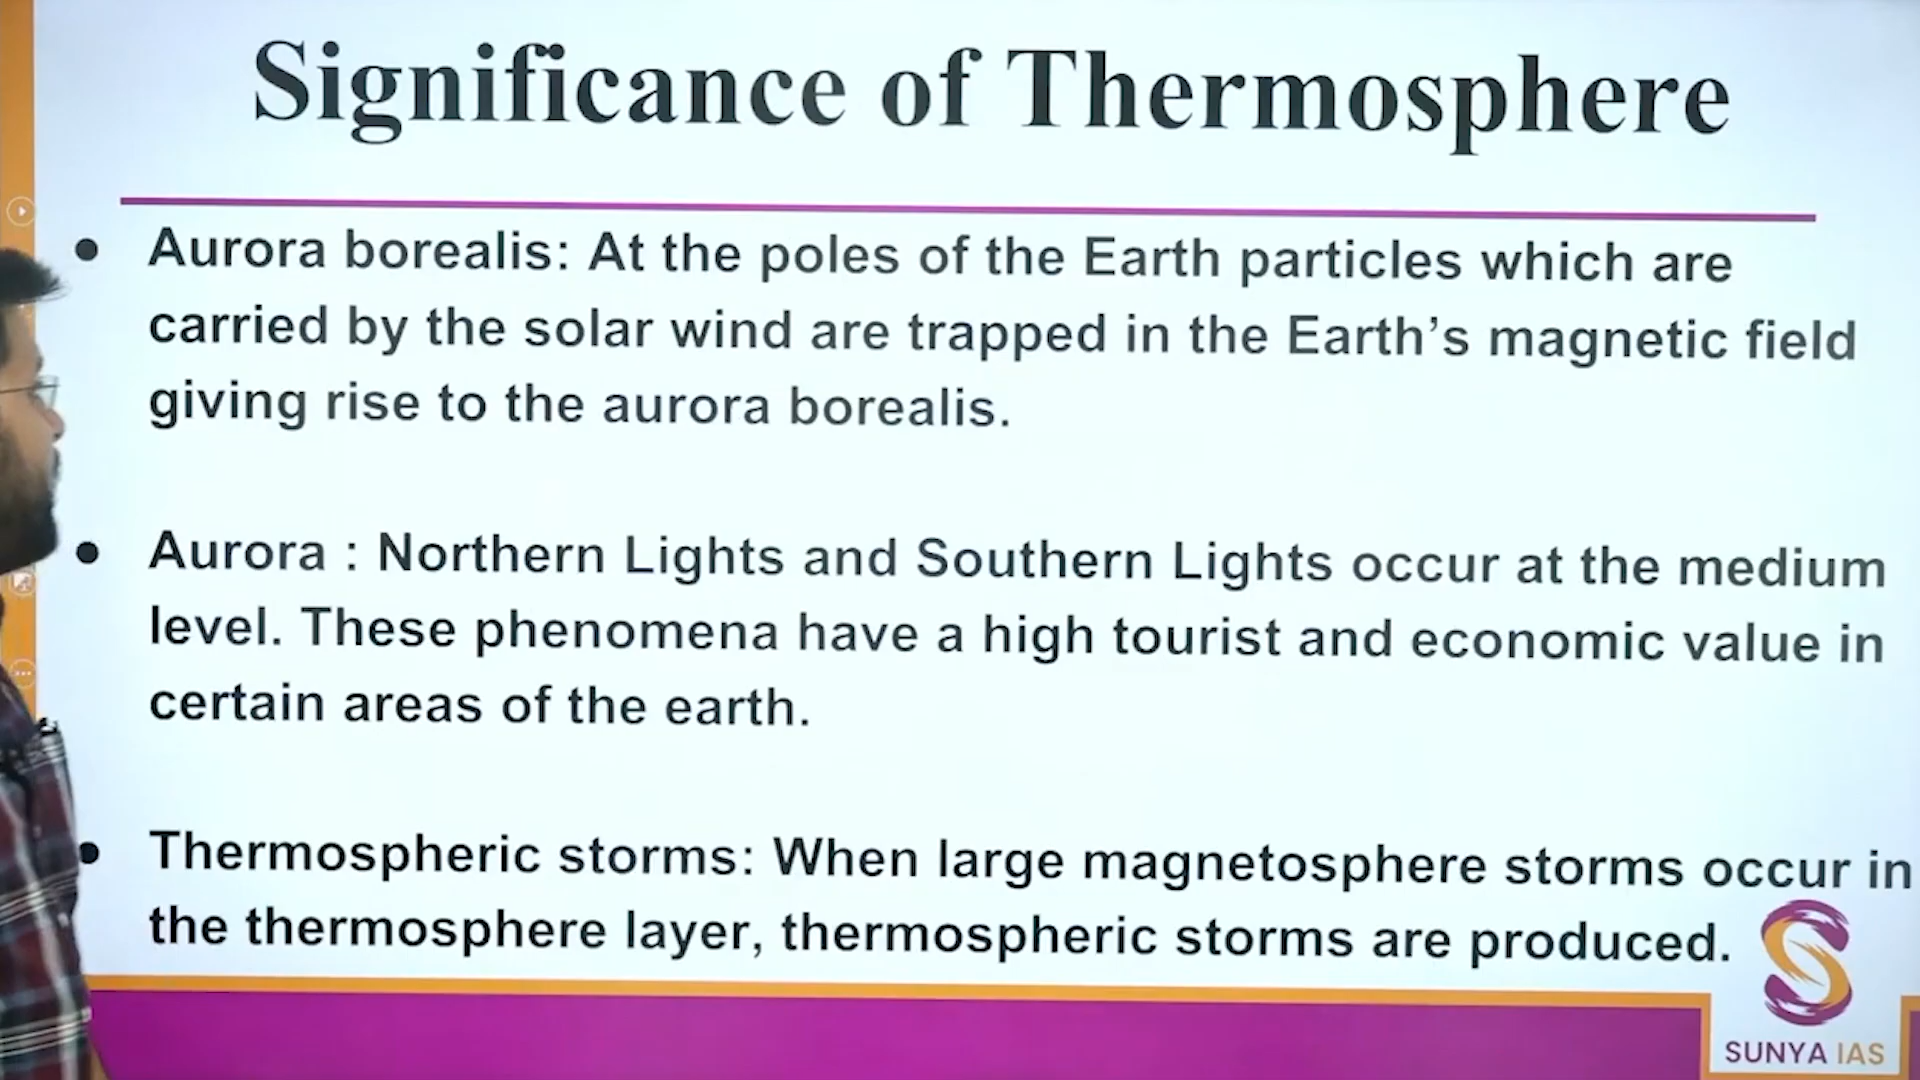 Significance of Thermosphere
• Aurora borealis: At the poles of the Earth particles which are
carried by the solar wind are trapped in the Earth’s magnetic field
giving rise to the aurora borealis.
• Aurora : Northern Lights and Southern Lights occur at the medium
level. These phenomena have a high tourist and economic value in
certain areas of the earth.
• Thermospheric storms: When large magnetosphere storms occur in
the thermosphere layer, thermospheric storms are produced.
SUNYA IAS